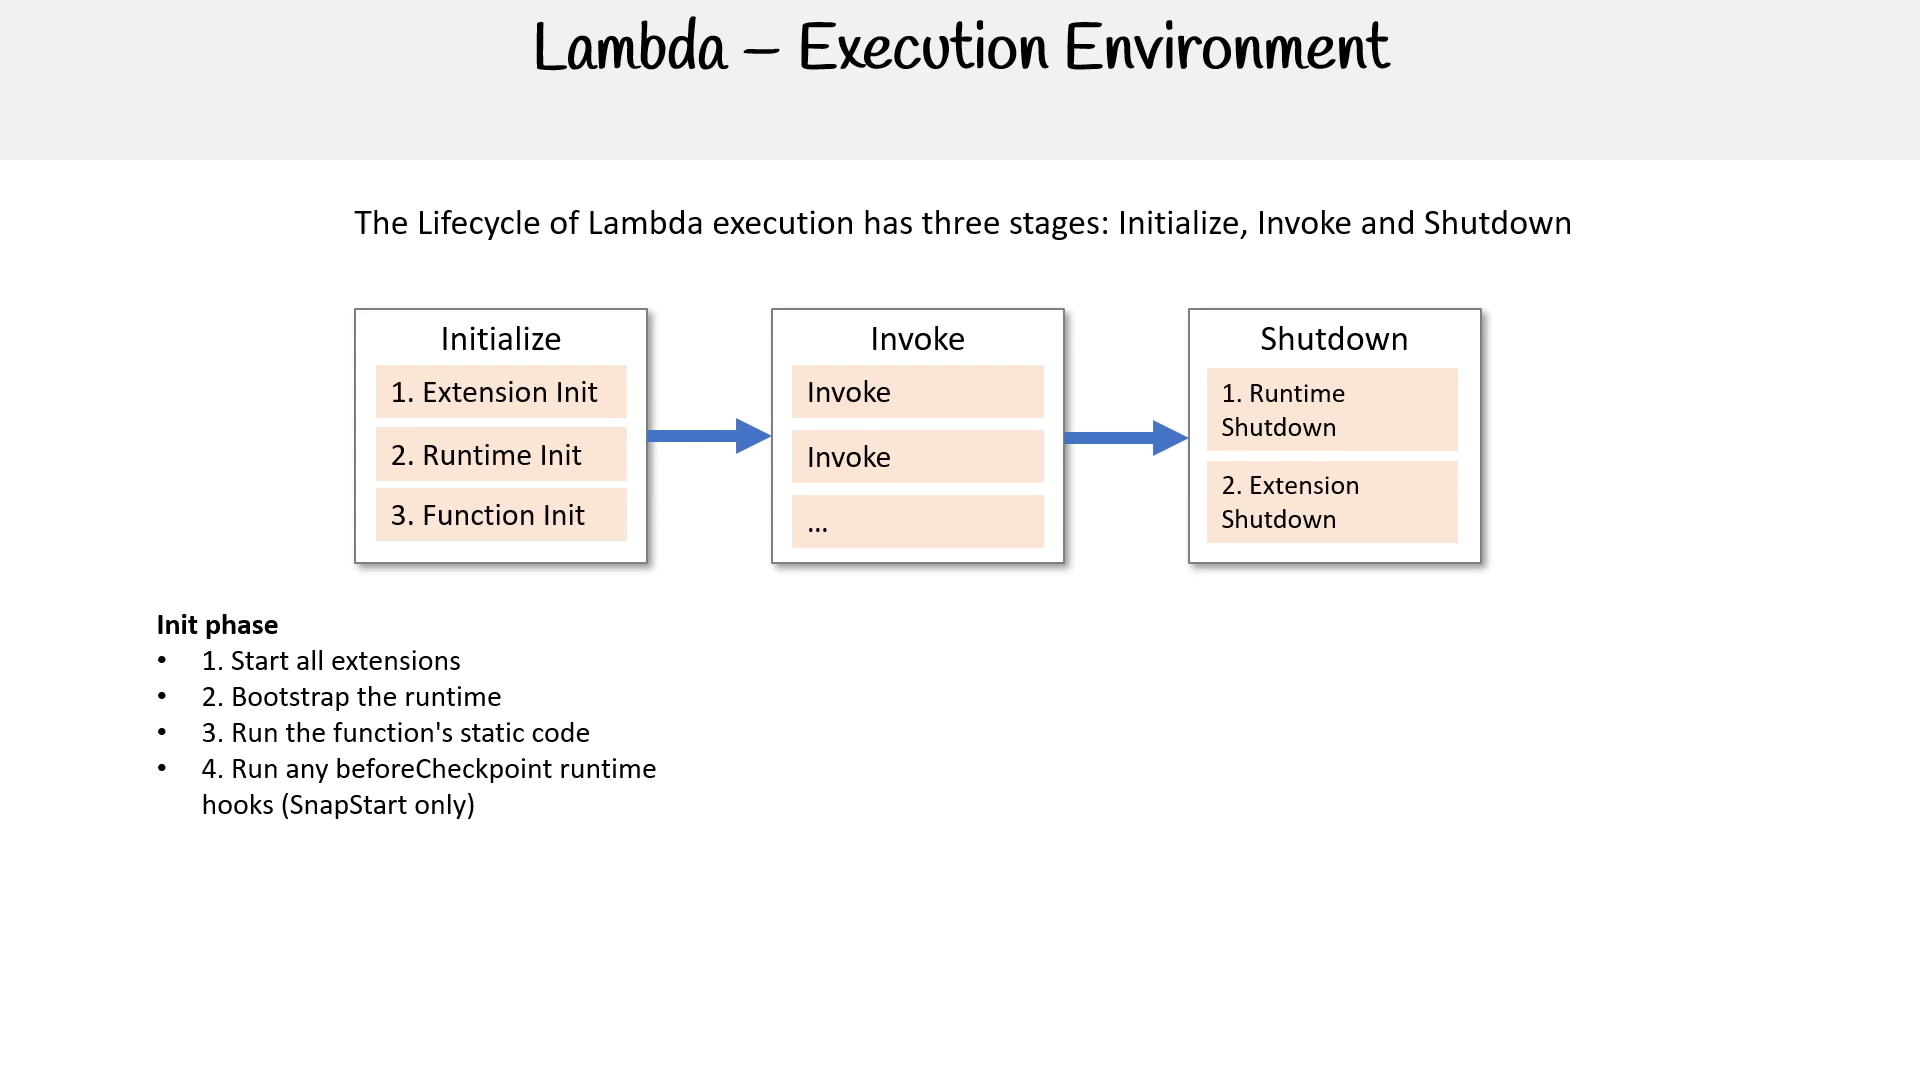 Lambda – Execution Environment
The Lifecycle of Lambda execution has three stages: Initialize, Invoke and Shutdown
Initialize
1. Extension Init
2. Runtime Init
3. Function Init
Invoke
Invoke
Invoke
...
Shutdown
1. Runtime
Shutdown
2. Extension
Shutdown
Init phase
• 1. Start all extensions
• 2. Bootstrap the runtime
• 3. Run the function's static code
• 4. Run any beforeCheckpoint runtime
hooks (SnapStart only)